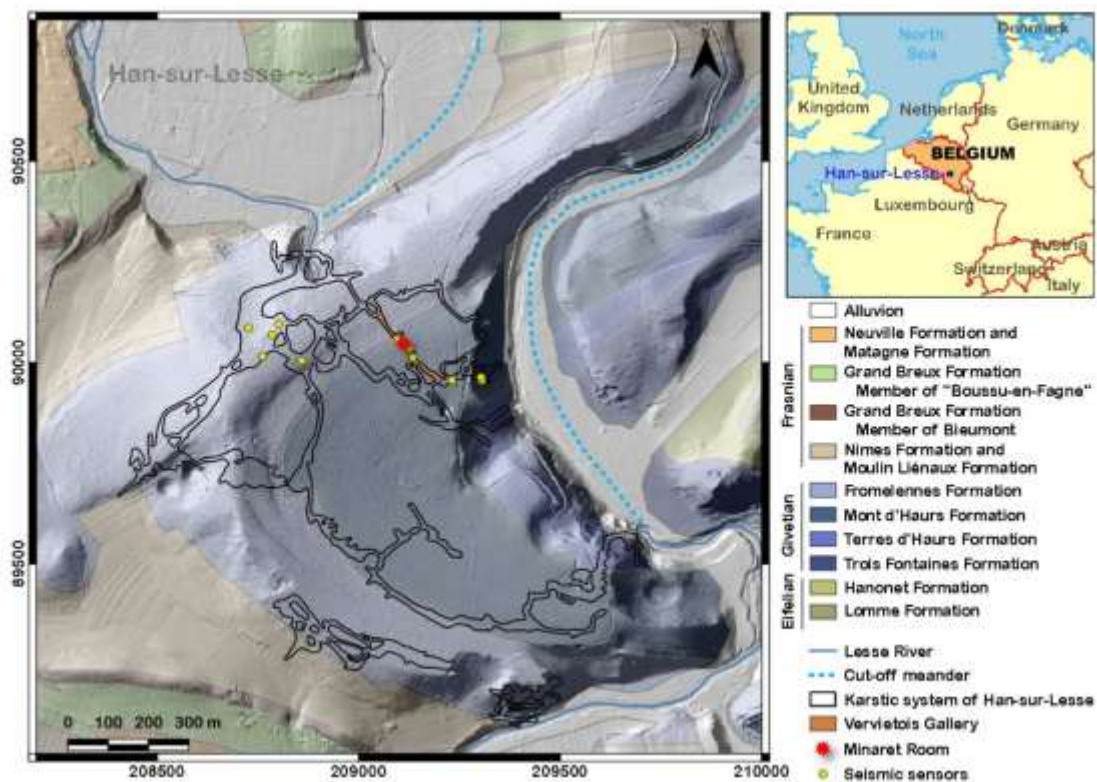 Han-sur-Lesse
90500
90000
89500
0 100 200 300 m
208500 209000 209500 210000
North
Sea
Denmark
United
Kingdom
Netherlands
Germany
BELGIUM
Han-sur-Lesse
Luxembourg
France
Austria
Switzerland
Italy
Alluvion
Frasnian
Neuville Formation and
Matagne Formation
Grand Breux Formation
Member of "Boussu-en-Fagne"
Grand Breux Formation
Member of Bieumont
Nimes Formation and
Moulin Liénaux Formation
Givetian
Fromelennes Formation
Mont d'Haurs Formation
Terres d'Haurs Formation
Trois Fontaines Formation
Eifelian
Hanonet Formation
Lomme Formation
Lesse River
Cut-off meander
Karstic system of Han-sur-Lesse
Vervietois Gallery
Minaret Room
Seismic sensors